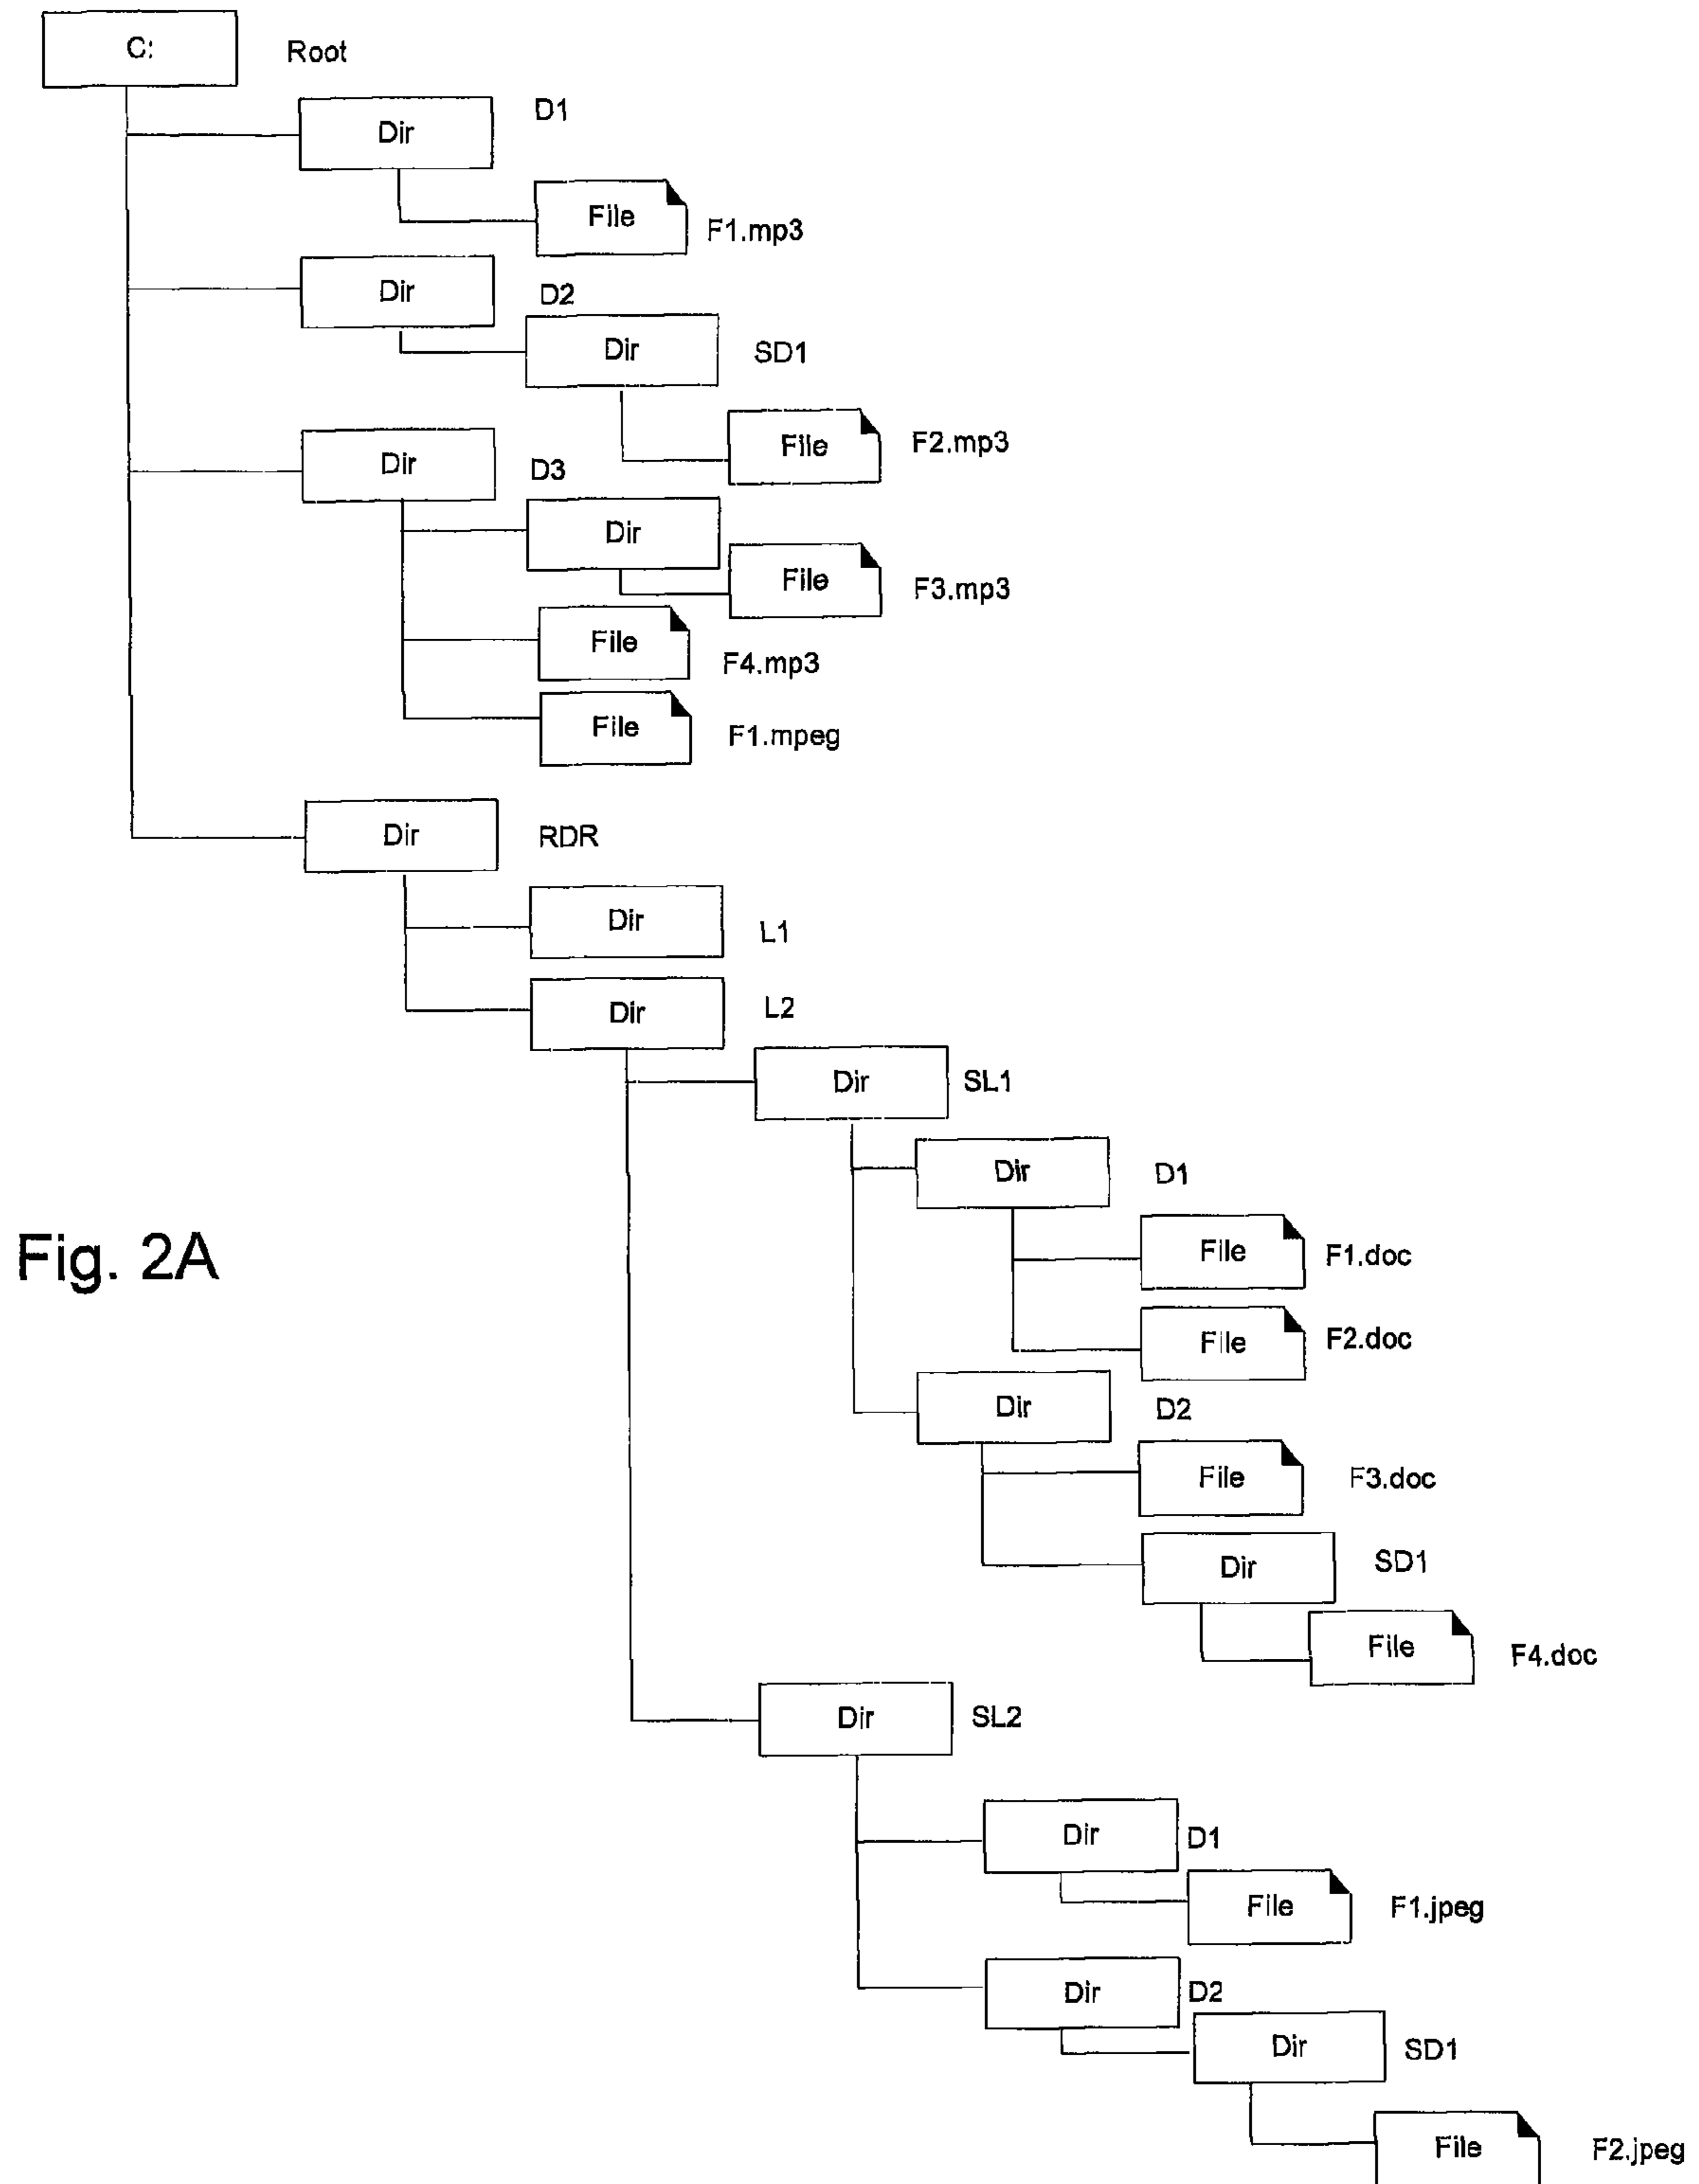 C: Root
Dir D1
File F1.mp3
Dir D2
Dir SD1
File F2.mp3
Dir D3
Dir
File F3.mp3
File F4.mp3
File F1.mpeg
Dir RDR
Dir L1
Dir L2
Dir SL1
Dir D1
Fig. 2A
File F1.doc
File F2.doc
Dir D2
File F3.doc
Dir SD1
File F4.doc
Dir SL2
Dir D1
File F1.jpeg
Dir D2
Dir SD1
File F2.jpeg